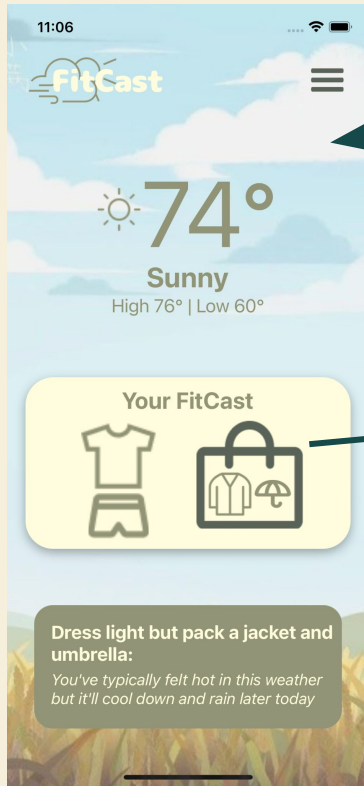 11:06
FitCast
74°
Sunny
High 76° | Low 60°
Your FitCast
Dress light but pack a jacket and
umbrella:
You've typically felt hot in this weather
but it'll cool down and rain later today